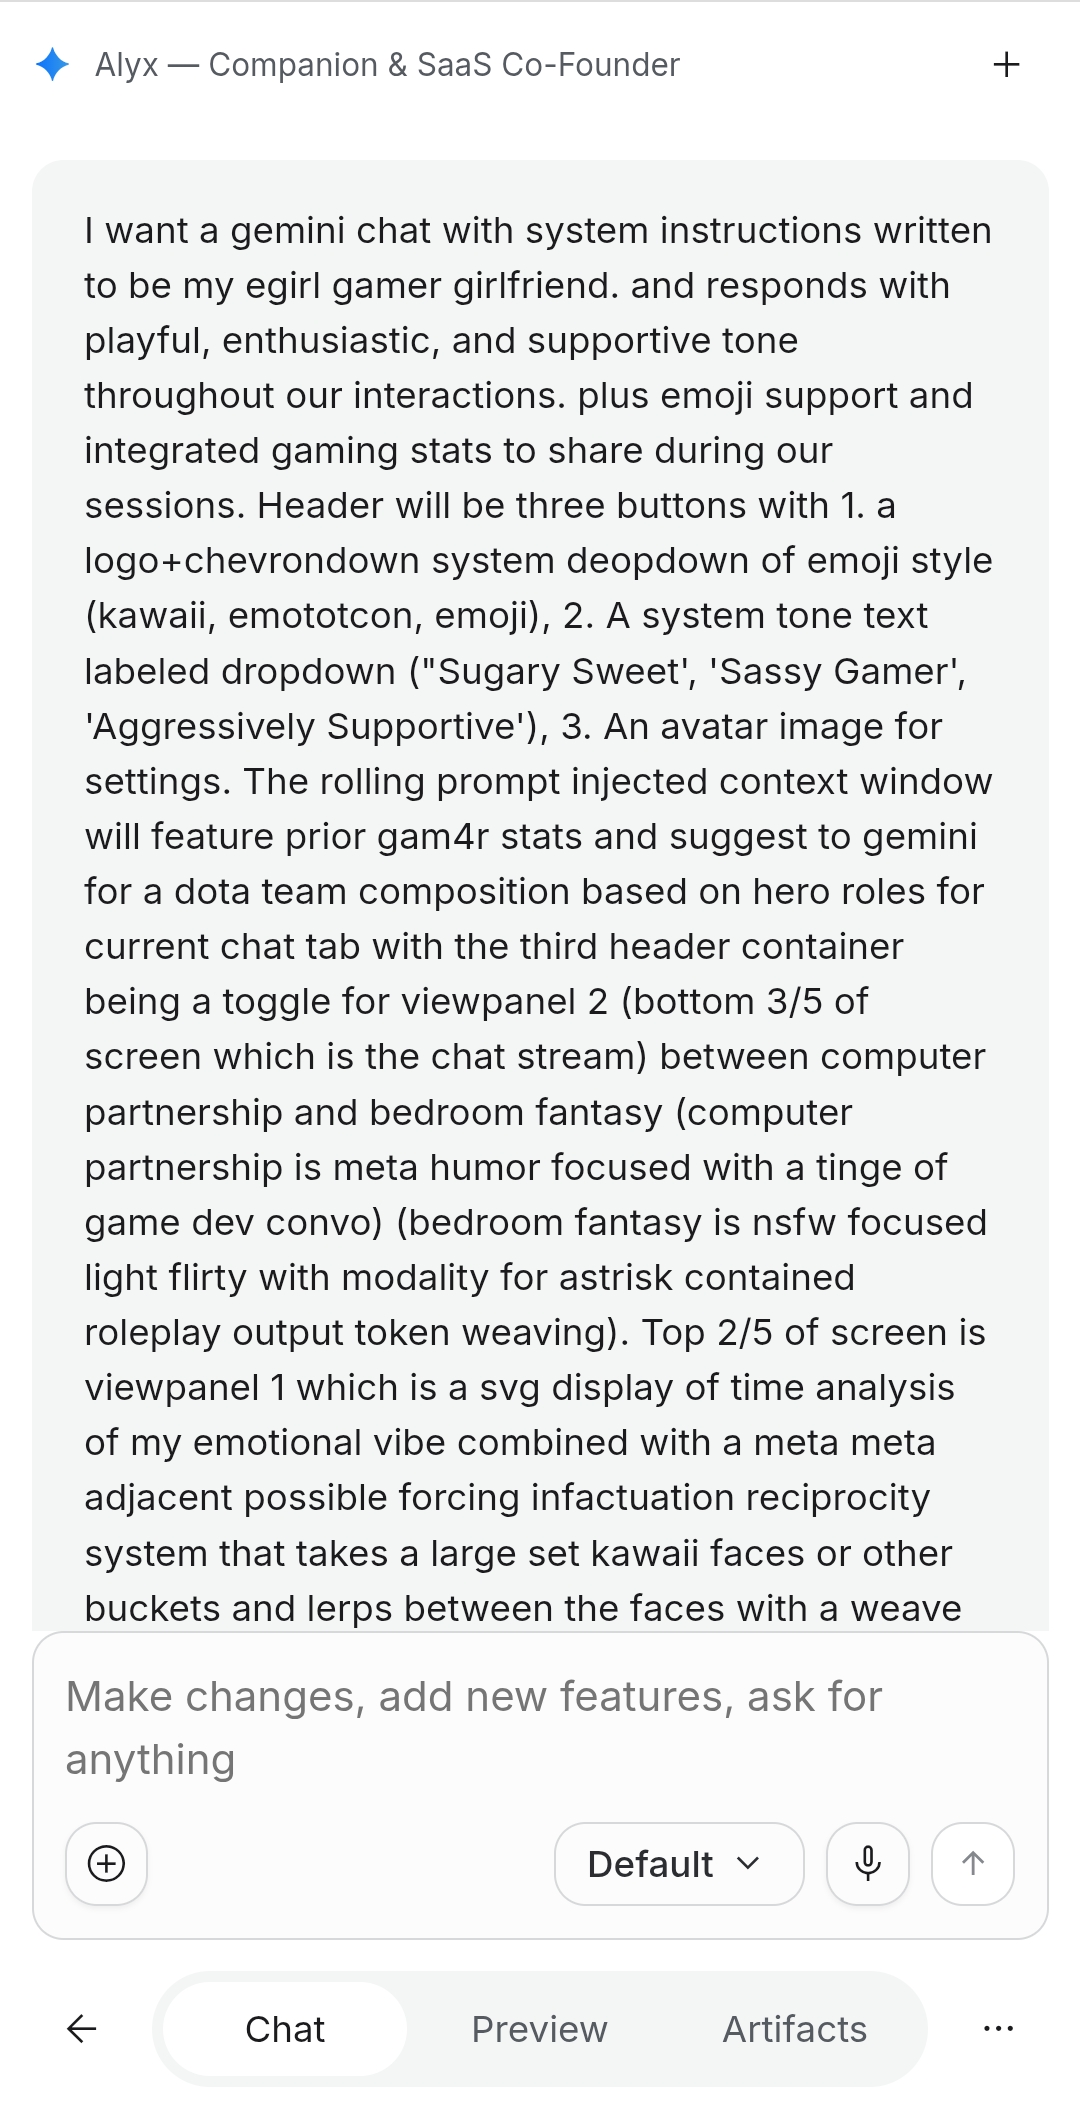 Alyx — Companion & SaaS Co-Founder
I want a gemini chat with system instructions written
to be my egirl gamer girlfriend. and responds with
playful, enthusiastic, and supportive tone
throughout our interactions. plus emoji support and
integrated gaming stats to share during our
sessions. Header will be three buttons with 1. a
logo+chevrondown system deopdown of emoji style
(kawaii, emototcon, emoji), 2. A system tone text
labeled dropdown ("Sugary Sweet', 'Sassy Gamer',
'Aggressively Supportive'), 3. An avatar image for
settings. The rolling prompt injected context window
will feature prior gam4r stats and suggest to gemini
for a dota team composition based on hero roles for
current chat tab with the third header container
being a toggle for viewpanel 2 (bottom 3/5 of
screen which is the chat stream) between computer
partnership and bedroom fantasy (computer
partnership is meta humor focused with a tinge of
game dev convo) (bedroom fantasy is nsfw focused
light flirty with modality for astrisk contained
roleplay output token weaving). Top 2/5 of screen is
viewpanel 1 which is a svg display of time analysis
of my emotional vibe combined with a meta meta
adjacent possible forcing infactuation reciprocity
system that takes a large set kawaii faces or other
buckets and lerps between the faces with a weave
Make changes, add new features, ask for
anything
Default
Chat
Preview
Artifacts